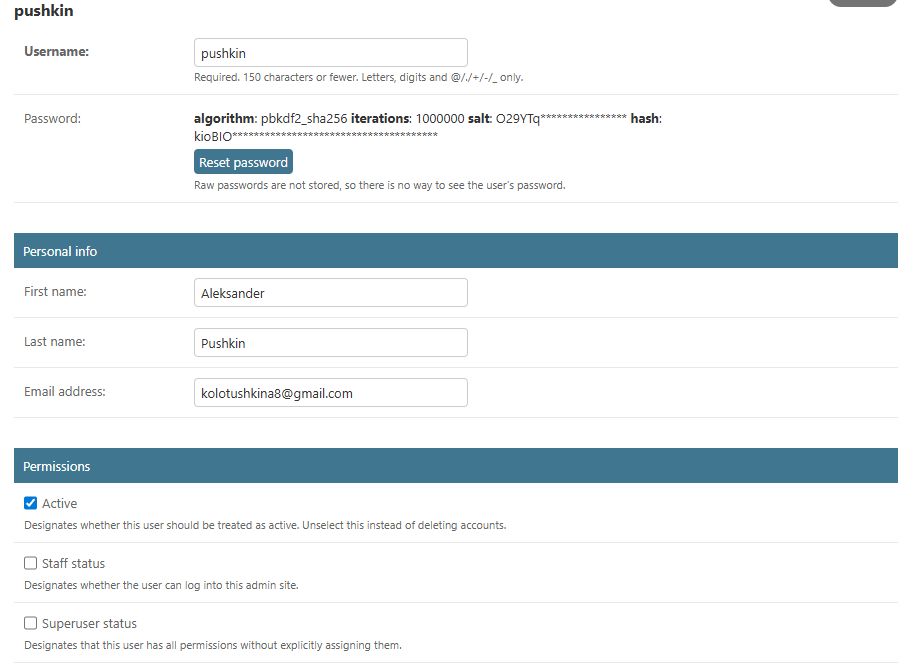 pushkin
Username: pushkin
Required. 150 characters or fewer. Letters, digits and @/./+/-/_ only.
Password: algorithm: pbkdf2_sha256 iterations: 1000000 salt: O29YTq**************** hash:
kioBIO**************************************
Reset password
Raw passwords are not stored, so there is no way to see the user's password.
Personal info
First name: Aleksander
Last name: Pushkin
Email address: kolotushkina8@gmail.com
Permissions
Active
Designates whether this user should be treated as active. Unselect this instead of deleting accounts.
Staff status
Designates whether the user can log into this admin site.
Superuser status
Designates that this user has all permissions without explicitly assigning them.